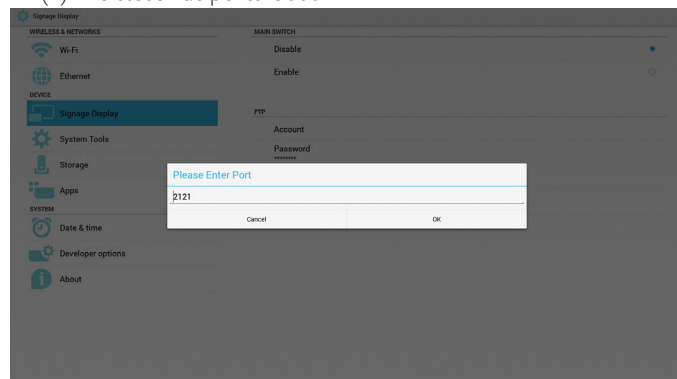 Signage Display
WIRELESS & NETWORKS
Wi-Fi
Ethernet
DEVICE
Signage Display
System Tools
Storage
Apps
SYSTEM
Date & time
Developer options
About
MAIN SWITCH
Disable
Enable
FTP
Account
Password
********
Please Enter Port
2121
Cancel
OK